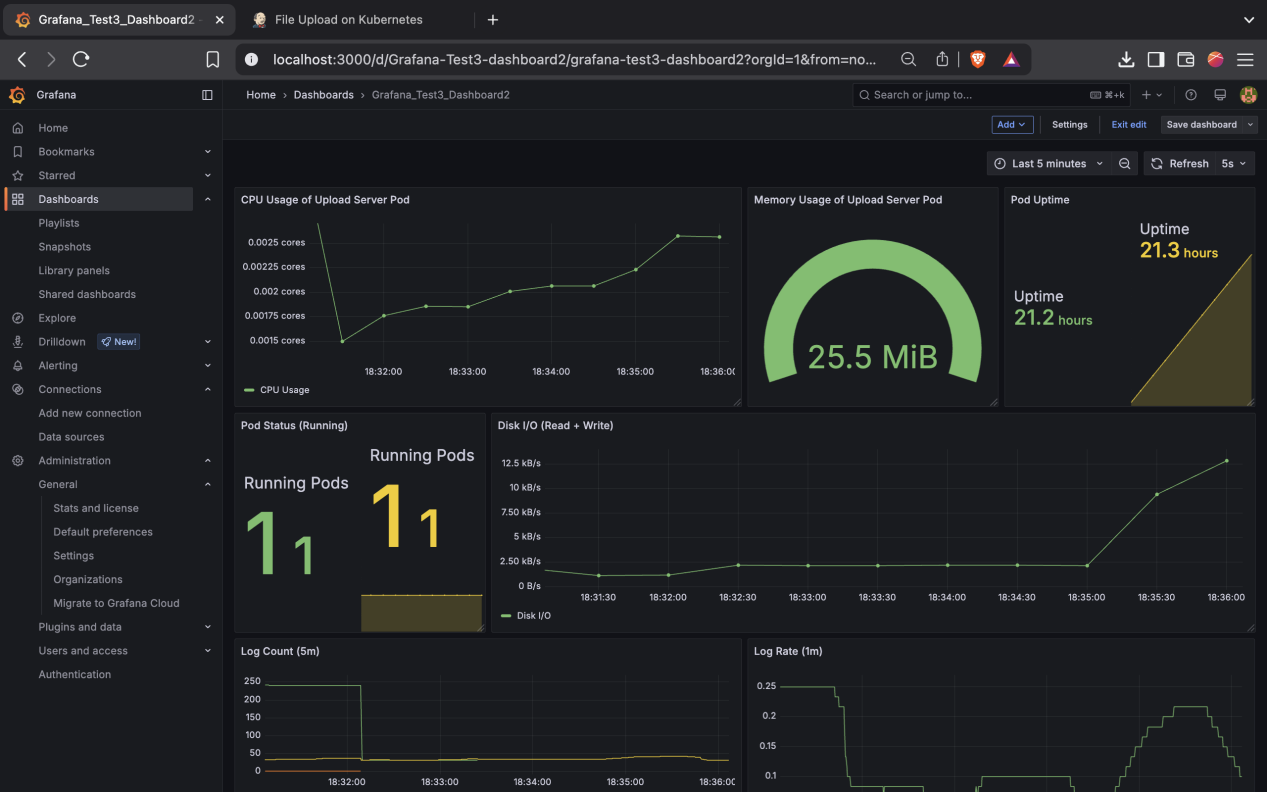 Grafana_Test3_Dashboard2 -
File Upload on Kubernetes
localhost:3000/d/Grafana-Test3-dashboard2/grafana-test3-dashboard2?orgId=1&from=no...
Grafana
Home › Dashboards › Grafana_Test3_Dashboard2
Search or jump to...
⌘+k
Add
Settings
Exit edit
Save dashboard
Last 5 minutes
Refresh
5s
Home
Bookmarks
Starred
Dashboards
Playlists
Snapshots
Library panels
Shared dashboards
Explore
Drilldown New!
Alerting
Connections
Add new connection
Data sources
Administration
General
Stats and license
Default preferences
Settings
Organizations
Migrate to Grafana Cloud
Plugins and data
Users and access
Authentication
CPU Usage of Upload Server Pod
0.0025 cores
0.00225 cores
0.002 cores
0.00175 cores
0.0015 cores
18:32:00 18:33:00 18:34:00 18:35:00 18:36:00
CPU Usage
Memory Usage of Upload Server Pod
25.5 MiB
Pod Uptime
Uptime
21.3 hours
Uptime
21.2 hours
Pod Status (Running)
Running Pods
1 1
Running Pods
1 1
Disk I/O (Read + Write)
12.5 kB/s
10 kB/s
7.50 kB/s
5 kB/s
2.50 kB/s
0 B/s
18:31:30 18:32:00 18:32:30 18:33:00 18:33:30 18:34:00 18:34:30 18:35:00 18:35:30 18:36:00
Disk I/O
Log Count (5m)
250
200
150
100
50
0
18:32:00 18:33:00 18:34:00 18:35:00 18:36:00
Log Rate (1m)
0.25
0.2
0.15
0.1